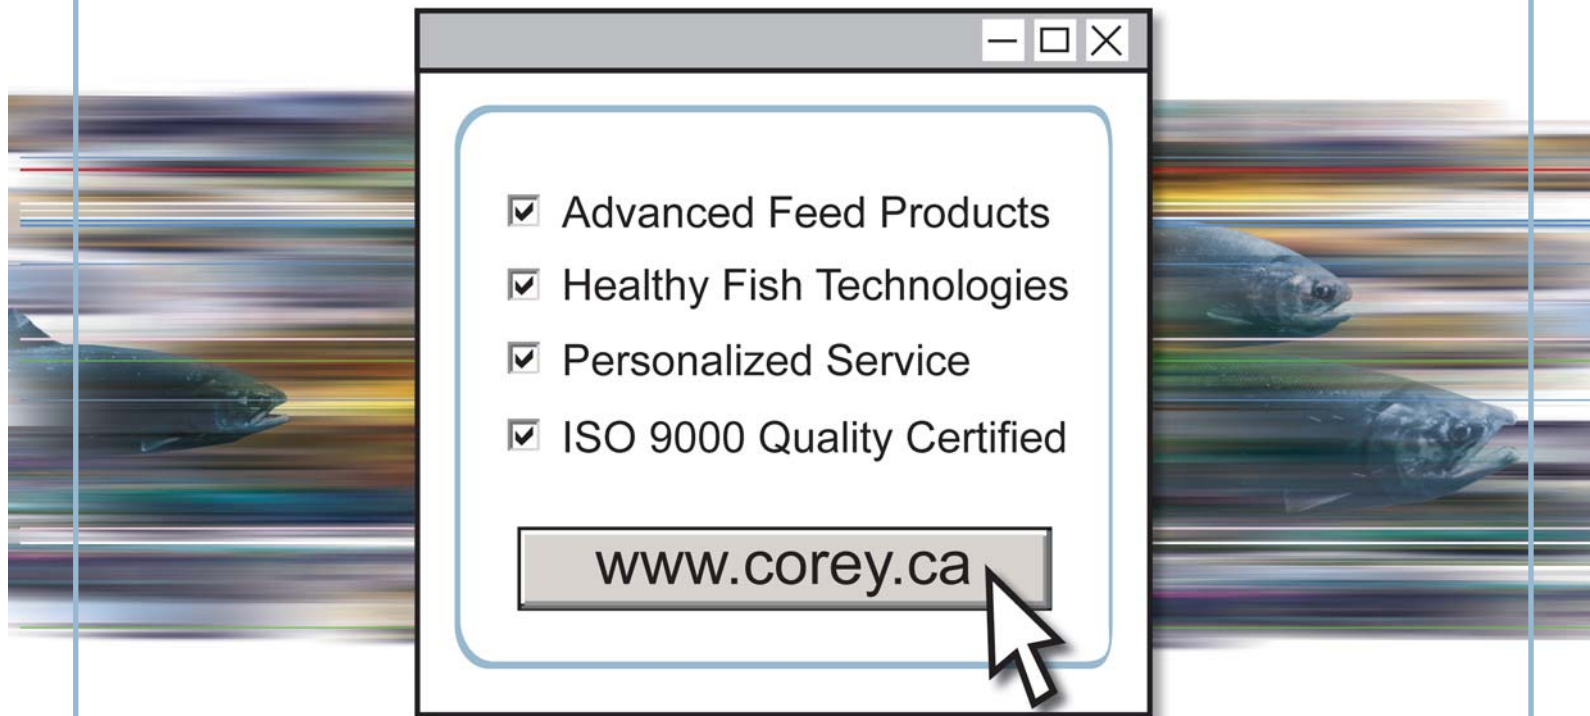 Advanced Feed Products
Healthy Fish Technologies
Personalized Service
ISO 9000 Quality Certified
www.corey.ca